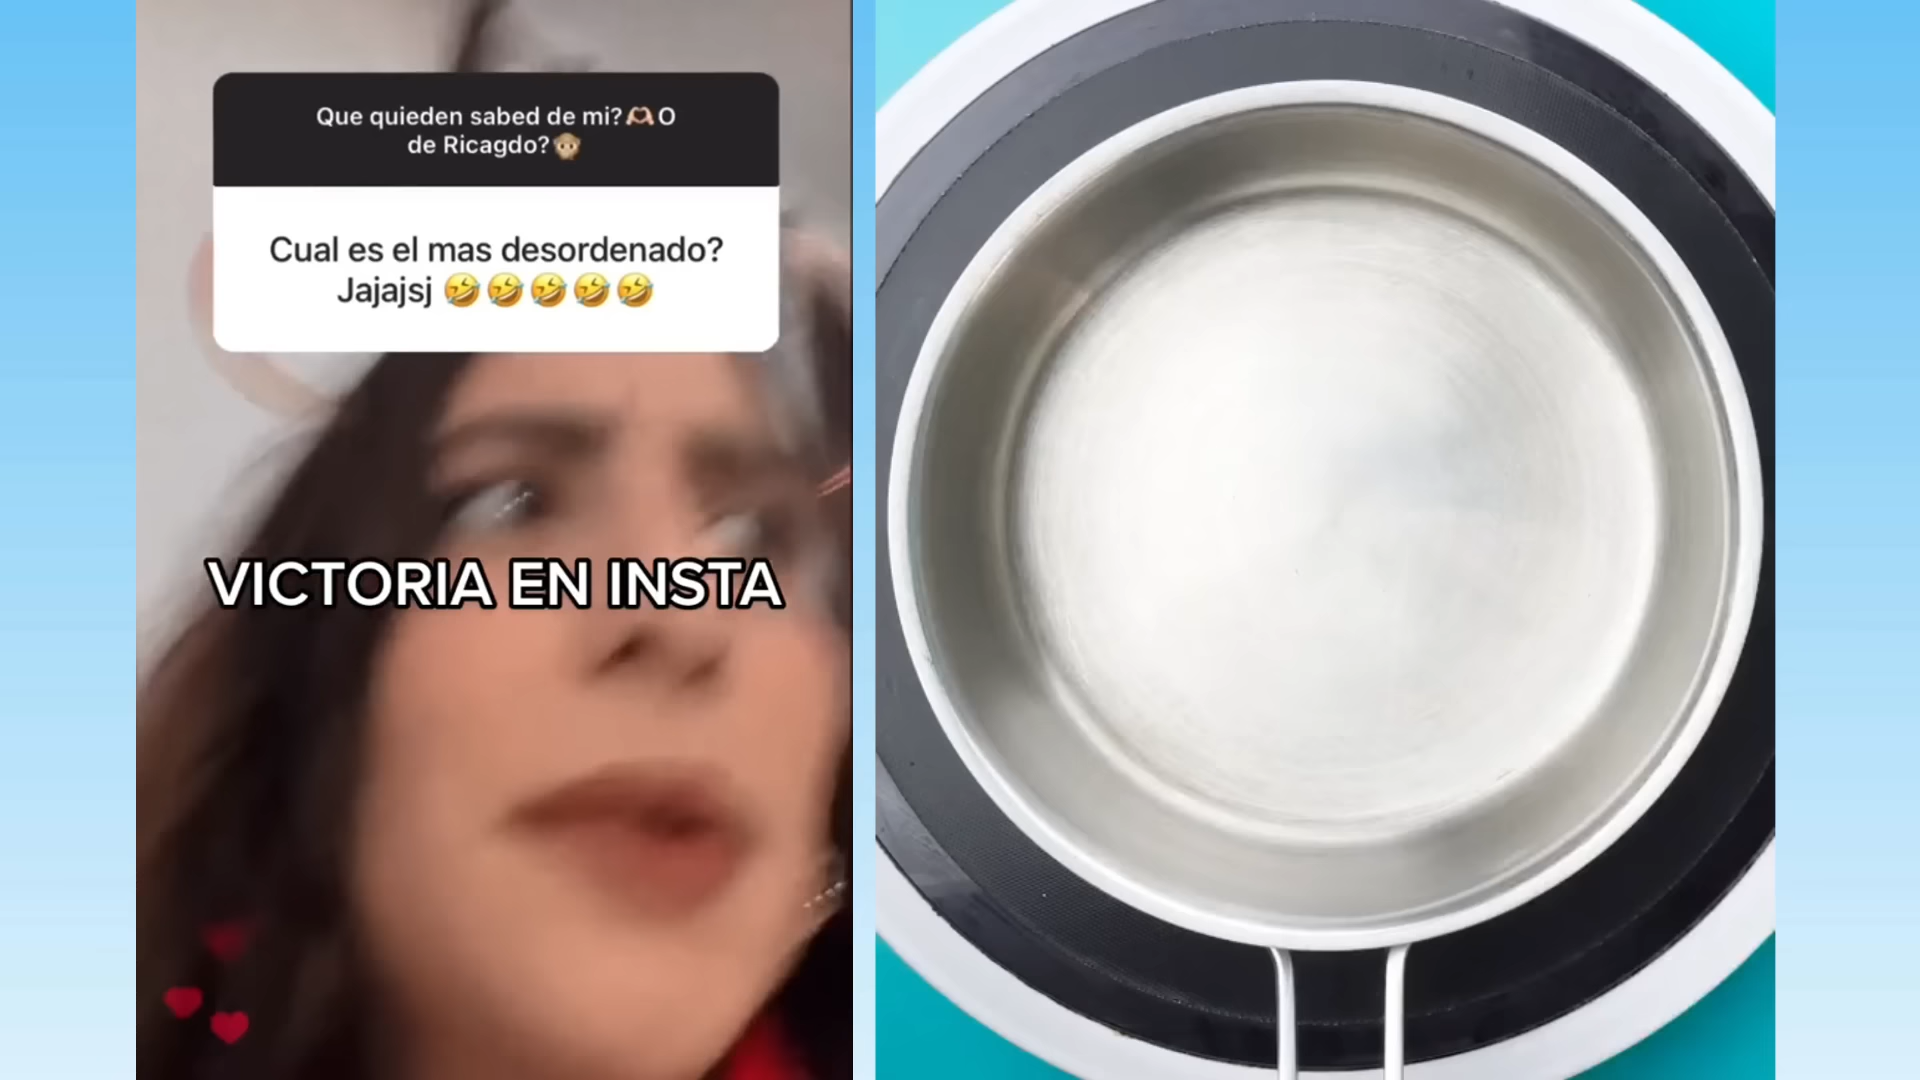 Que quieden sabed de mi?🫶🏼O
de Ricagdo?🙊
Cual es el mas desordenado?
Jajajsj 🤣🤣🤣🤣🤣
VICTORIA EN INSTA